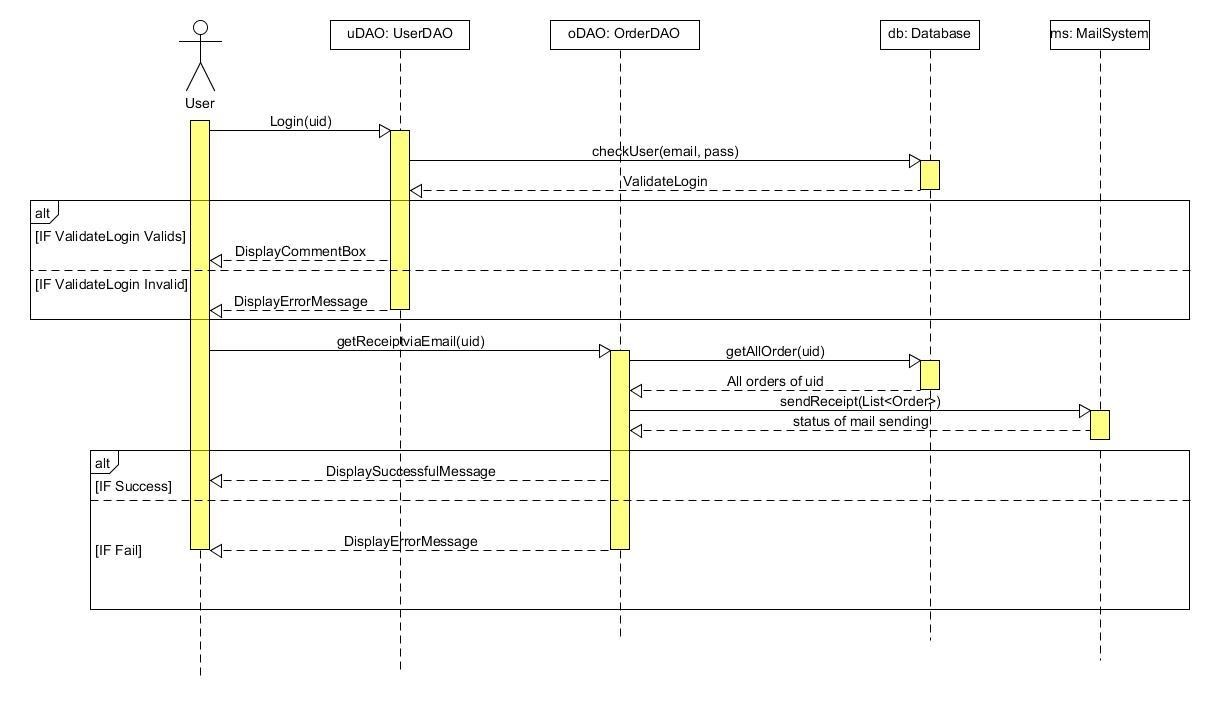 uDAO: UserDAO
oDAO: OrderDAO
db: Database
ms: MailSystem
User
Login(uid)
checkUser(email, pass)
ValidateLogin
alt
[IF ValidateLogin Valids]
DisplayCommentBox
[IF ValidateLogin Invalid]
DisplayErrorMessage
getReceiptviaEmail(uid)
getAllOrder(uid)
All orders of uid
sendReceipt(List<Order>)
status of mail sending
alt
DisplaySuccessfulMessage
[IF Success]
DisplayErrorMessage
[IF Fail]